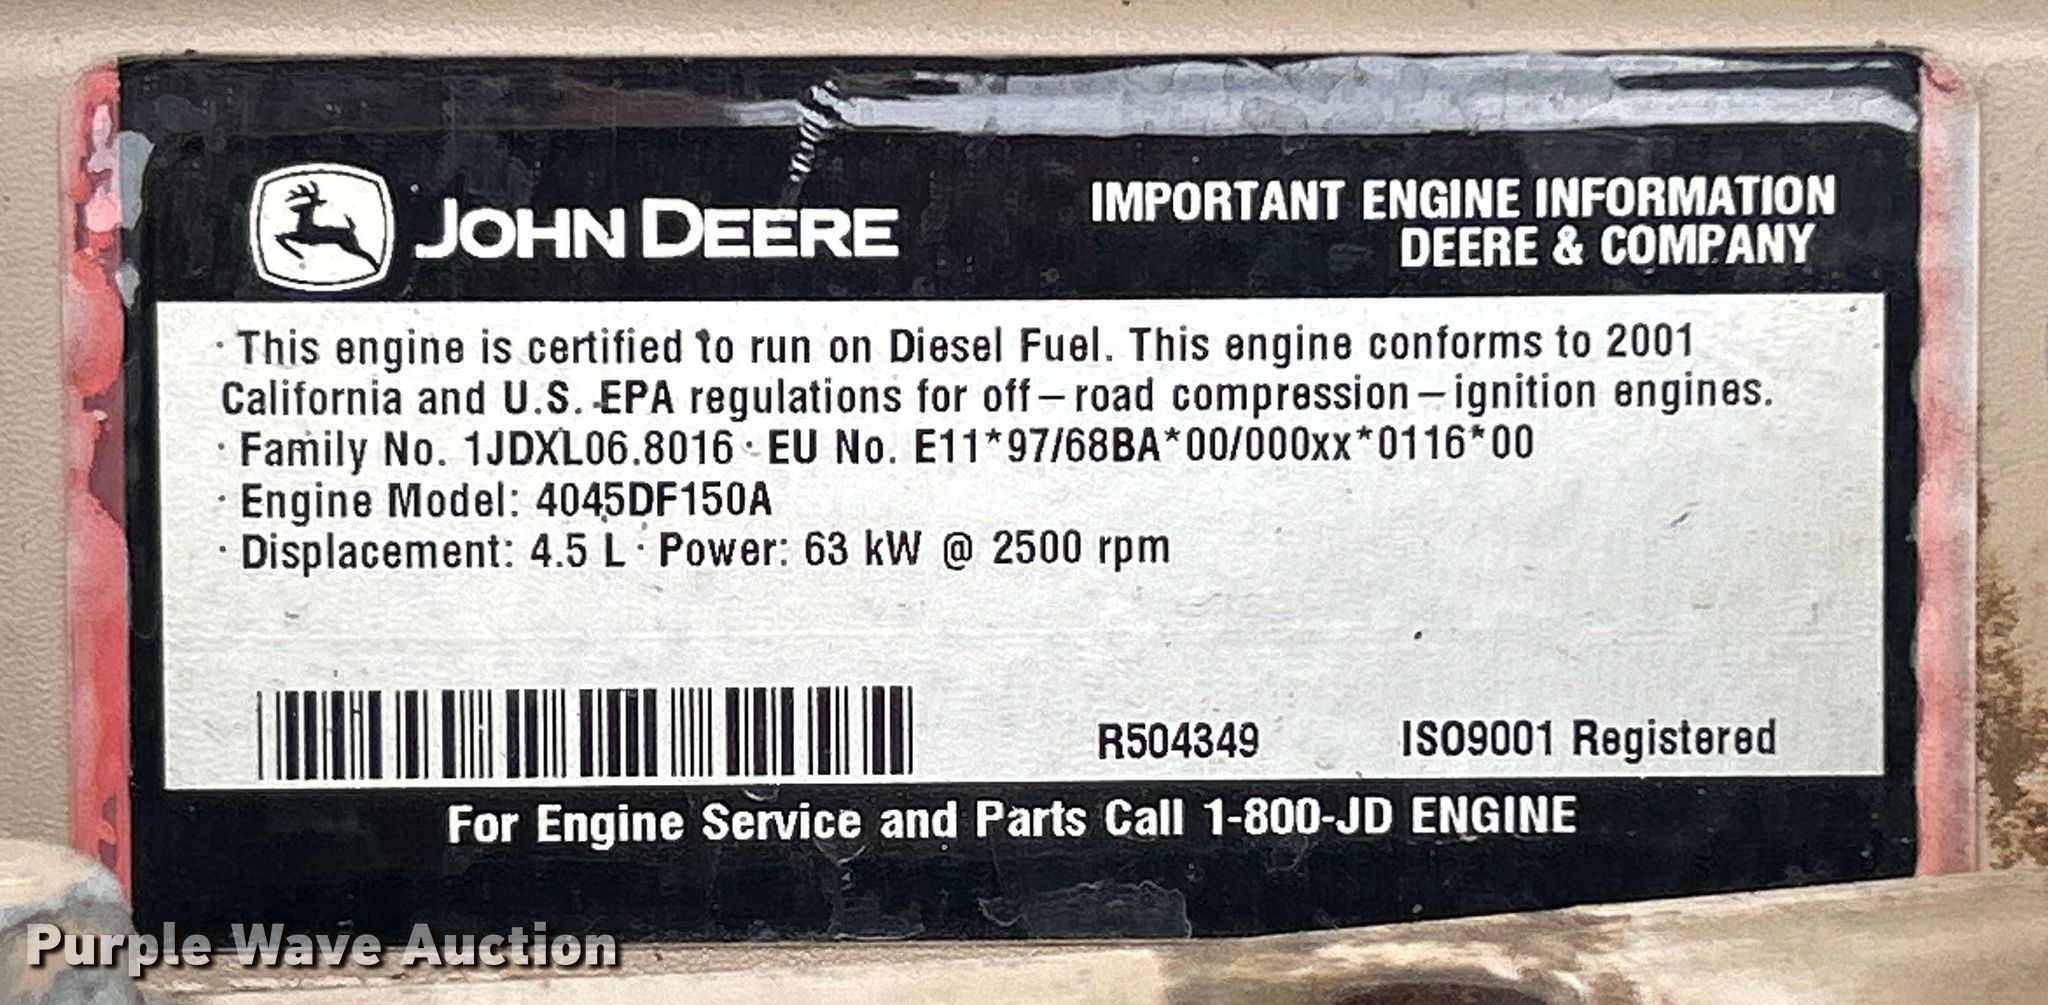 JOHN DEERE
IMPORTANT ENGINE INFORMATION
DEERE & COMPANY
· This engine is certified to run on Diesel Fuel. This engine conforms to 2001
California and U.S. EPA regulations for off–road compression–ignition engines.
· Family No. 1JDXL06.8016 · EU No. E11*97/68BA*00/000xx*0116*00
· Engine Model: 4045DF150A
· Displacement: 4.5 L · Power: 63 kW @ 2500 rpm
R504349 ISO9001 Registered
For Engine Service and Parts Call 1-800-JD ENGINE
Purple Wave Auction